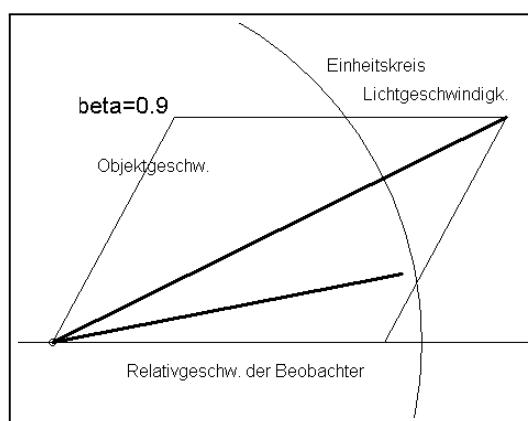 Einheitskreis
Lichtgeschwindigk.
beta=0.9
Objektgeschw.
Relativgeschw. der Beobachter